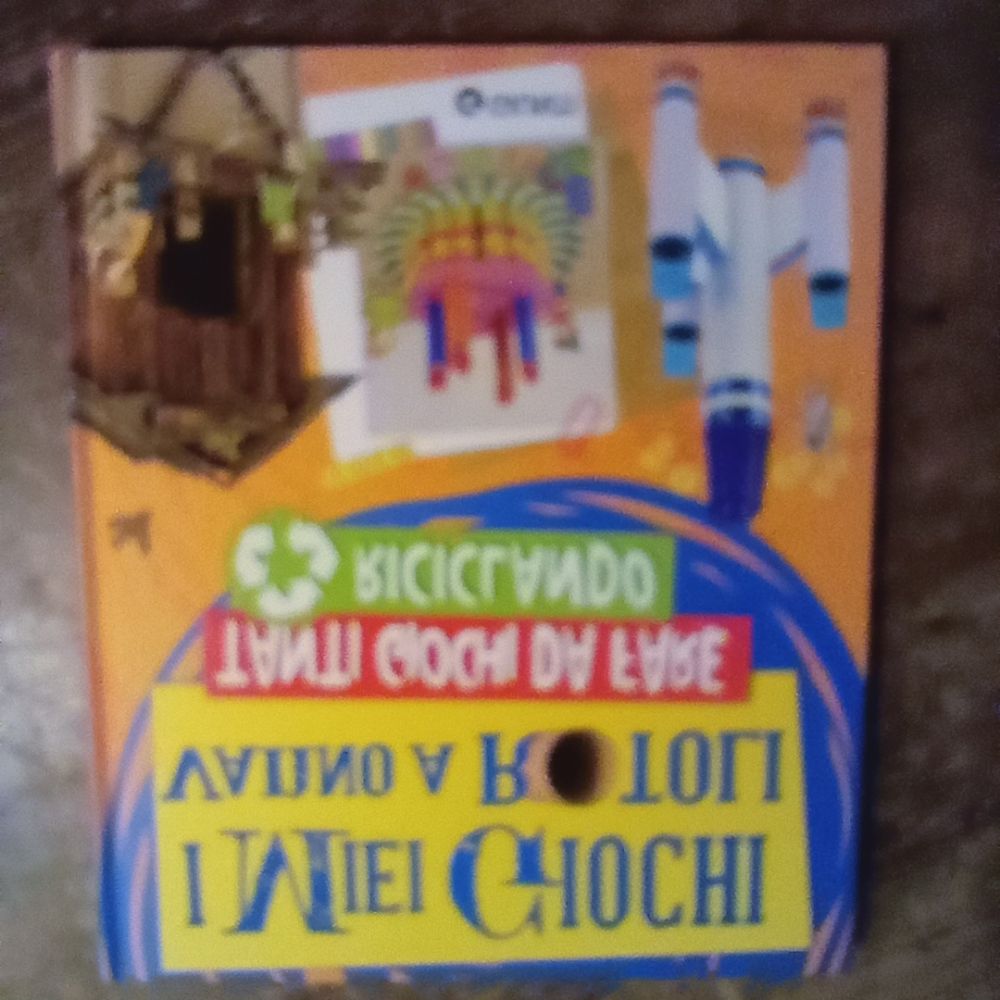 I MIEI GIOCHI
VANNO A ROTOLI
TANTI GIOCHI DA FARE
RICICLANDO